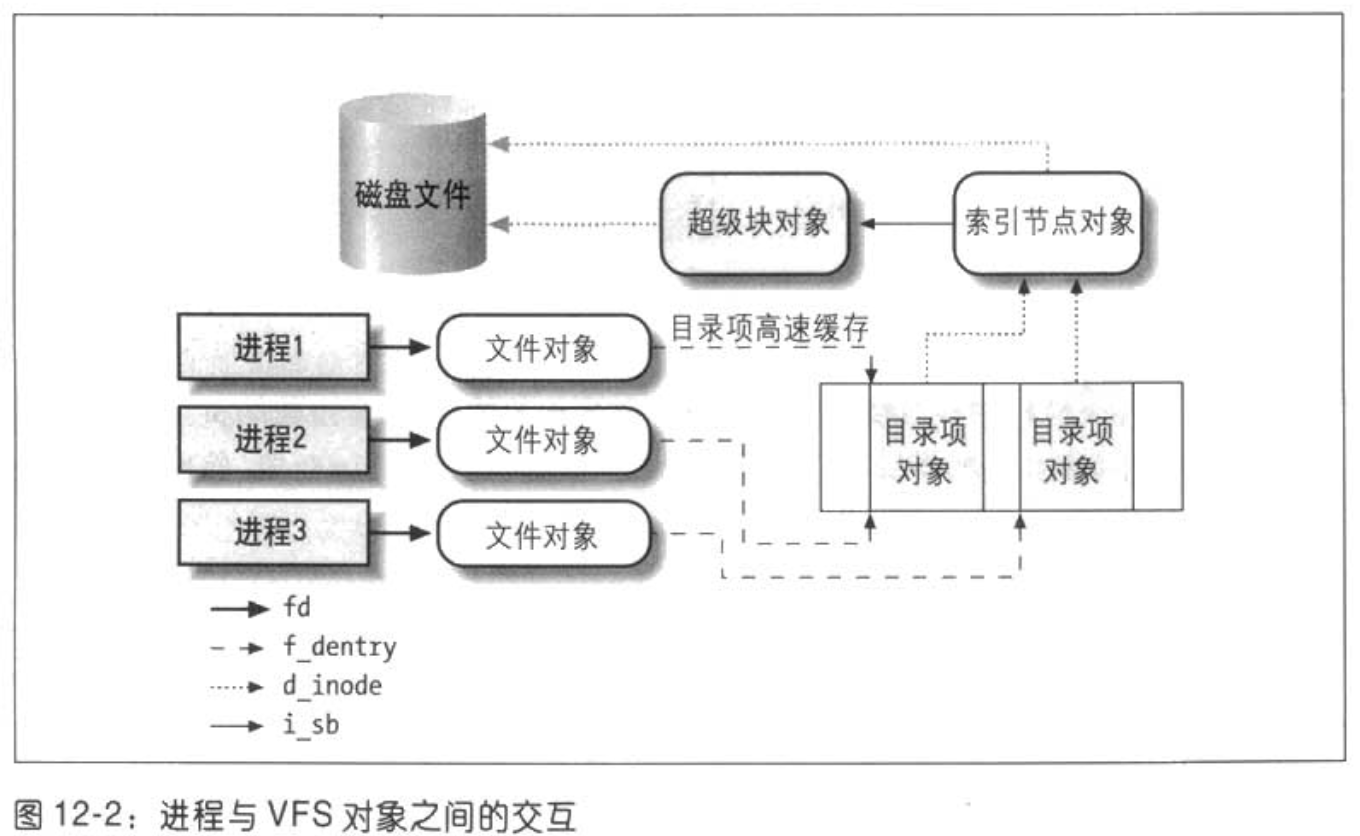 磁盘文件
超级块对象
索引节点对象
进程1
文件对象
目录项高速缓存
进程2
文件对象
目录项
对象
目录项
对象
进程3
文件对象
fd
f_dentry
d_inode
i_sb
图 12-2：进程与 VFS 对象之间的交互